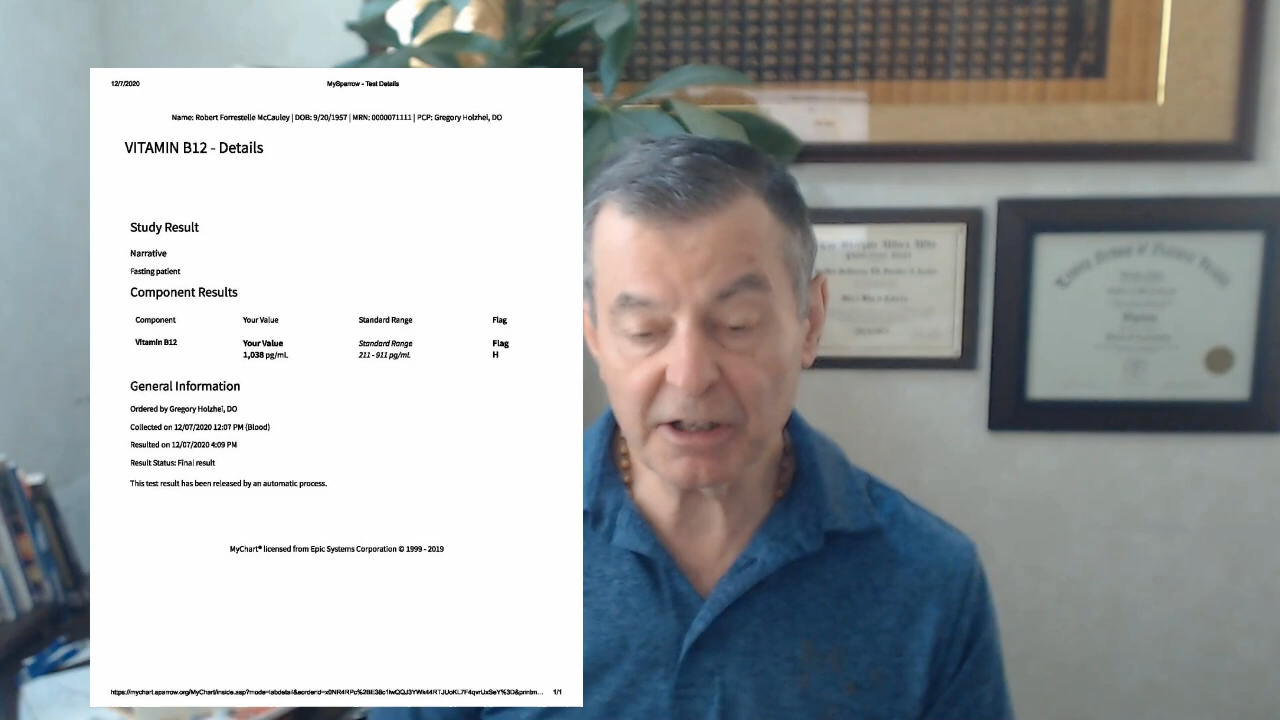 12/7/2020 MySparrow - Test Details
Name: Robert Forrestelle McCauley | DOB: 9/20/1957 | MRN: 0000071111 | PCP: Gregory Holzhei, DO
VITAMIN B12 - Details
Study Result
Narrative
Fasting patient
Component Results
Component Your Value Standard Range Flag
Vitamin B12 Your Value Standard Range Flag
1,038 pg/mL 211 - 911 pg/mL H
General Information
Ordered by Gregory Holzhei, DO
Collected on 12/07/2020 12:07 PM (Blood)
Resulted on 12/07/2020 4:09 PM
Result Status: Final result
This test result has been released by an automatic process.
MyChart® licensed from Epic Systems Corporation © 1999 - 2019
1/1